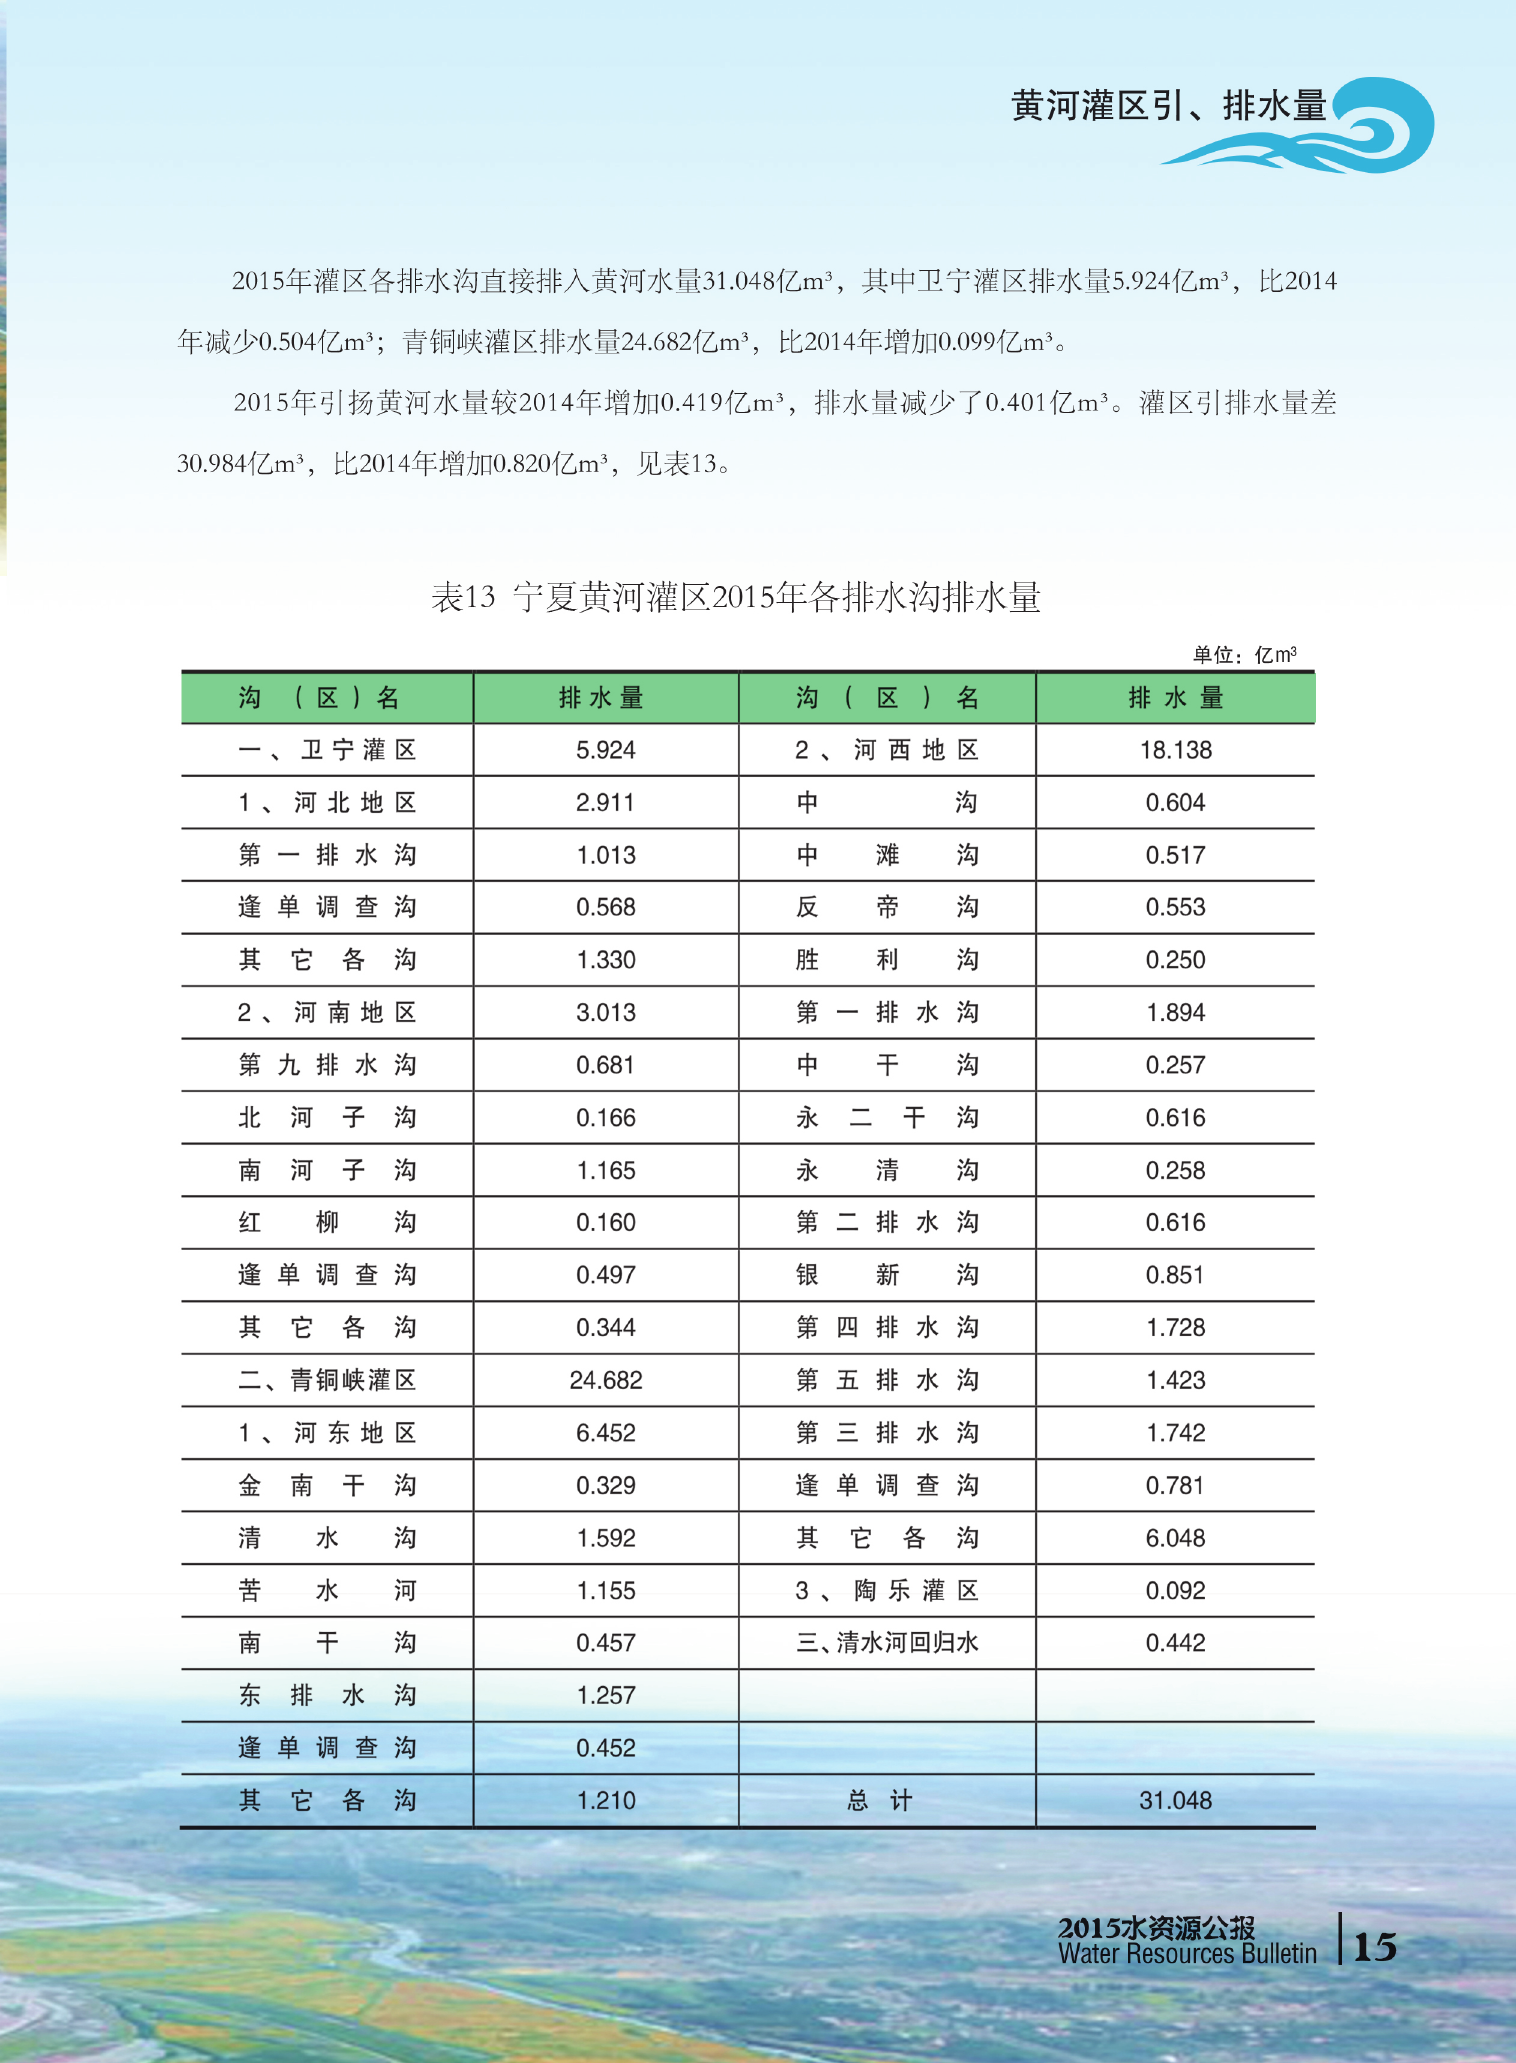 黄河灌区引、排水量
2015年灌区各排水沟直接排入黄河水量31.048亿m³，其中卫宁灌区排水量5.924亿m³，比2014
年减少0.504亿m³；青铜峡灌区排水量24.682亿m³，比2014年增加0.099亿m³。
2015年引扬黄河水量较2014年增加0.419亿m³，排水量减少了0.401亿m³。灌区引排水量差
30.984亿m³，比2014年增加0.820亿m³，见表13。
表13 宁夏黄河灌区2015年各排水沟排水量
单位：亿m³
沟（区）名 排水量 沟（区）名 排水量
一、卫宁灌区 5.924 2、河西地区 18.138
1、河北地区 2.911 中沟 0.604
第一排水沟 1.013 中滩沟 0.517
逢单调查沟 0.568 反帝沟 0.553
其它各沟 1.330 胜利沟 0.250
2、河南地区 3.013 第一排水沟 1.894
第九排水沟 0.681 中干沟 0.257
北河子沟 0.166 永二干沟 0.616
南河子沟 1.165 永清沟 0.258
红柳沟 0.160 第二排水沟 0.616
逢单调查沟 0.497 银新沟 0.851
其它各沟 0.344 第四排水沟 1.728
二、青铜峡灌区 24.682 第五排水沟 1.423
1、河东地区 6.452 第三排水沟 1.742
金南干沟 0.329 逢单调查沟 0.781
清水沟 1.592 其它各沟 6.048
苦水河 1.155 3、陶乐灌区 0.092
南干沟 0.457 三、清水河回归水 0.442
东排水沟 1.257
逢单调查沟 0.452
其它各沟 1.210 总计 31.048
2015水资源公报
Water Resources Bulletin 15